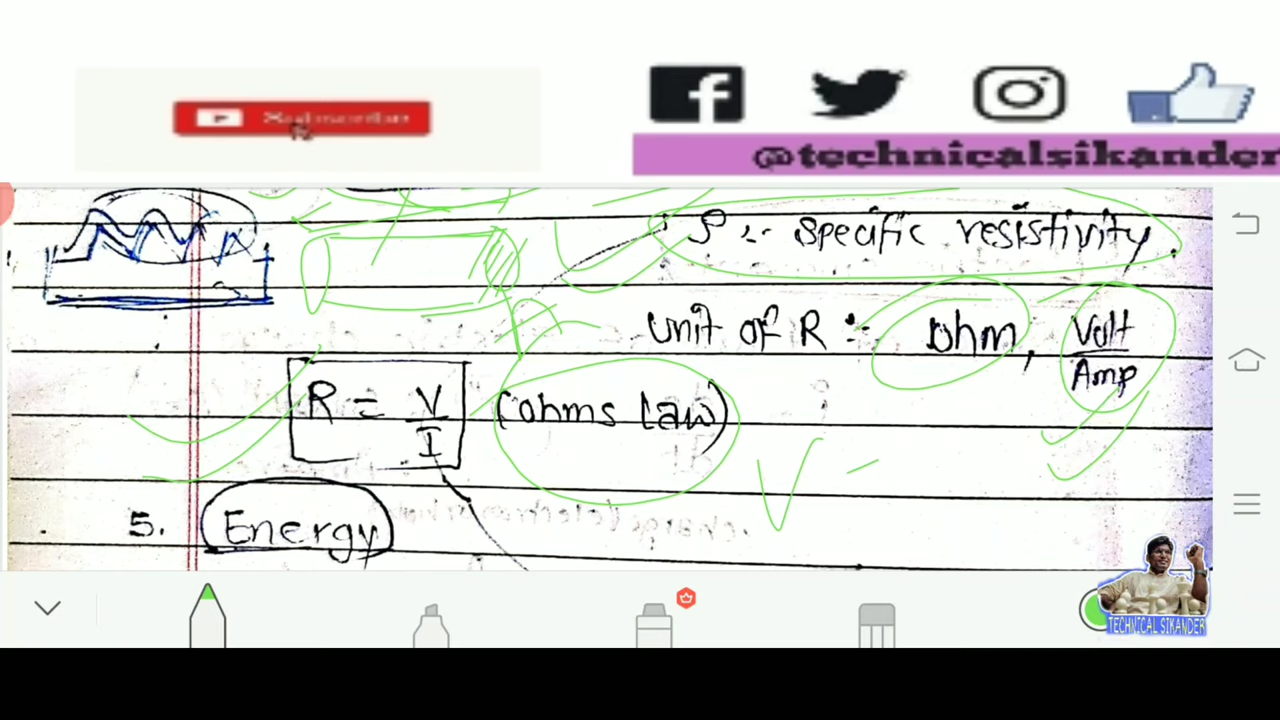 @technicalsikander
ρ :- specific resistivity.
unit of R :- ohm, Volt/Amp
R = V/I (ohms law)
V -
5. Energy
TECHNICAL SIKANDER